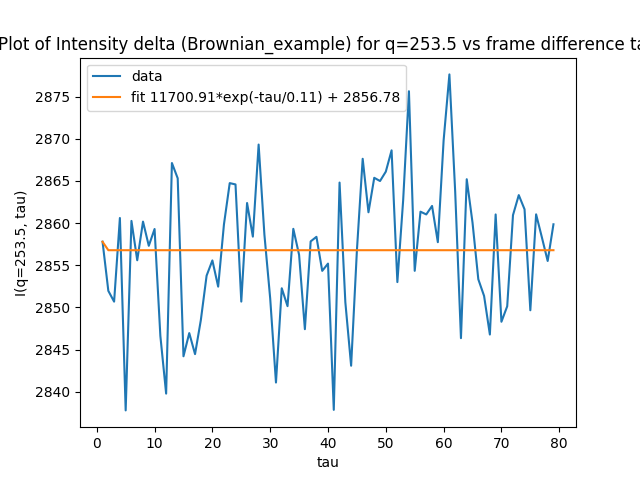 Plot of Intensity delta (Brownian_example) for q=253.5 vs frame difference ta
data
fit 11700.91*exp(-tau/0.11) + 2856.78
I(q=253.5, tau)
2875
2870
2865
2860
2855
2850
2845
2840
0 10 20 30 40 50 60 70 80
tau